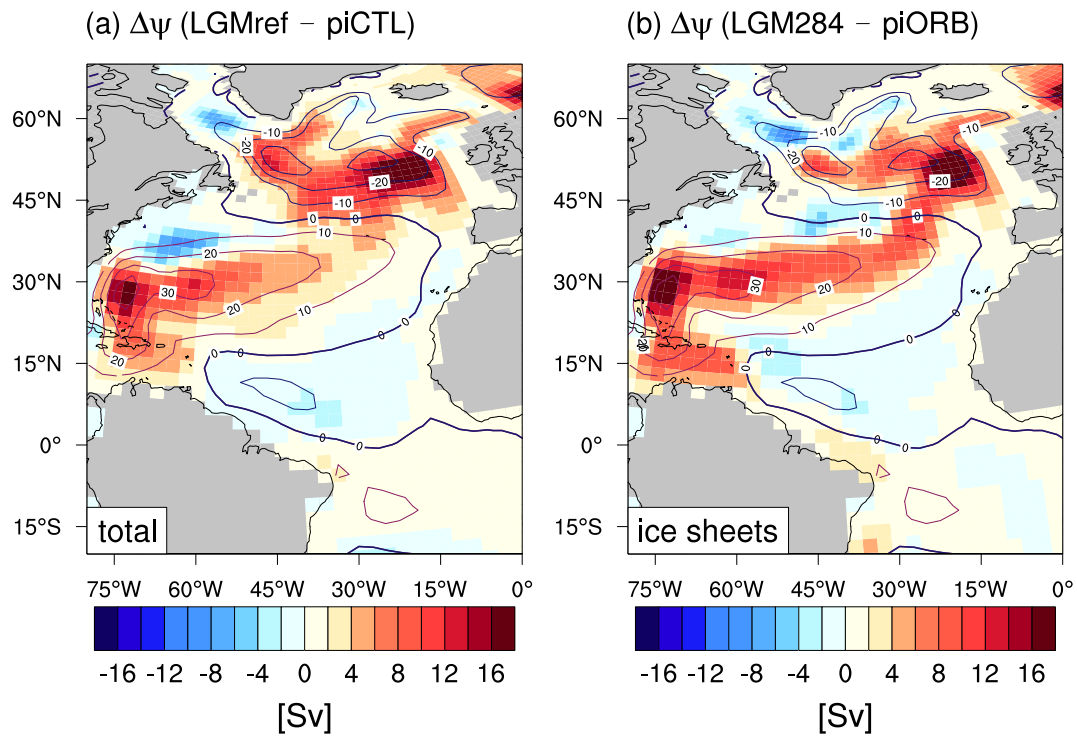 (a) Δψ (LGMref − piCTL)
(b) Δψ (LGM284 − piORB)
60°N
45°N
30°N
15°N
0°
15°S
-10
-20
-10
-20
-10
0
0
10
20
30
20
10
20
0
0
0
0
0
total
75°W
60°W
45°W
30°W
15°W
0°
60°N
45°N
30°N
15°N
0°
15°S
-10
-20
-10
-20
-10
0
0
10
30
20
10
20
0
0
0
0
0
ice sheets
75°W
60°W
45°W
30°W
15°W
0°
-16
-12
-8
-4
0
4
8
12
16
[Sv]
-16
-12
-8
-4
0
4
8
12
16
[Sv]